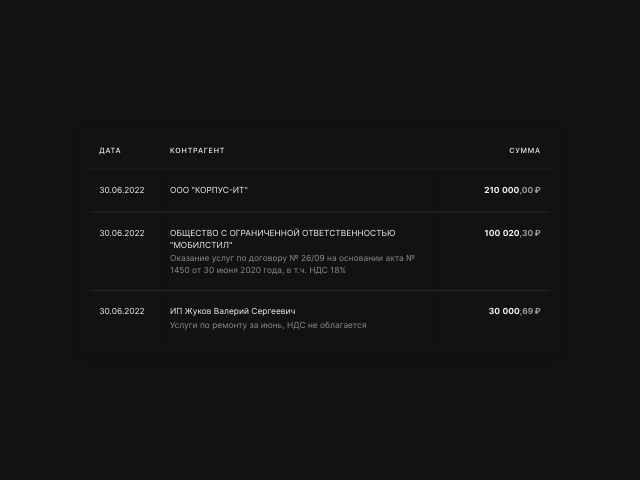 ДАТА КОНТРАГЕНТ СУММА
30.06.2022 ООО "КОРПУС-ИТ" 210 000,00 ₽
30.06.2022 ОБЩЕСТВО С ОГРАНИЧЕННОЙ ОТВЕТСТВЕННОСТЬЮ 100 020,30 ₽
"МОБИЛСТИЛ"
Оказание услуг по договору № 26/09 на основании акта №
1450 от 30 июня 2020 года, в т.ч. НДС 18%
30.06.2022 ИП Жуков Валерий Сергеевич 30 000,69 ₽
Услуги по ремонту за июнь, НДС не облагается